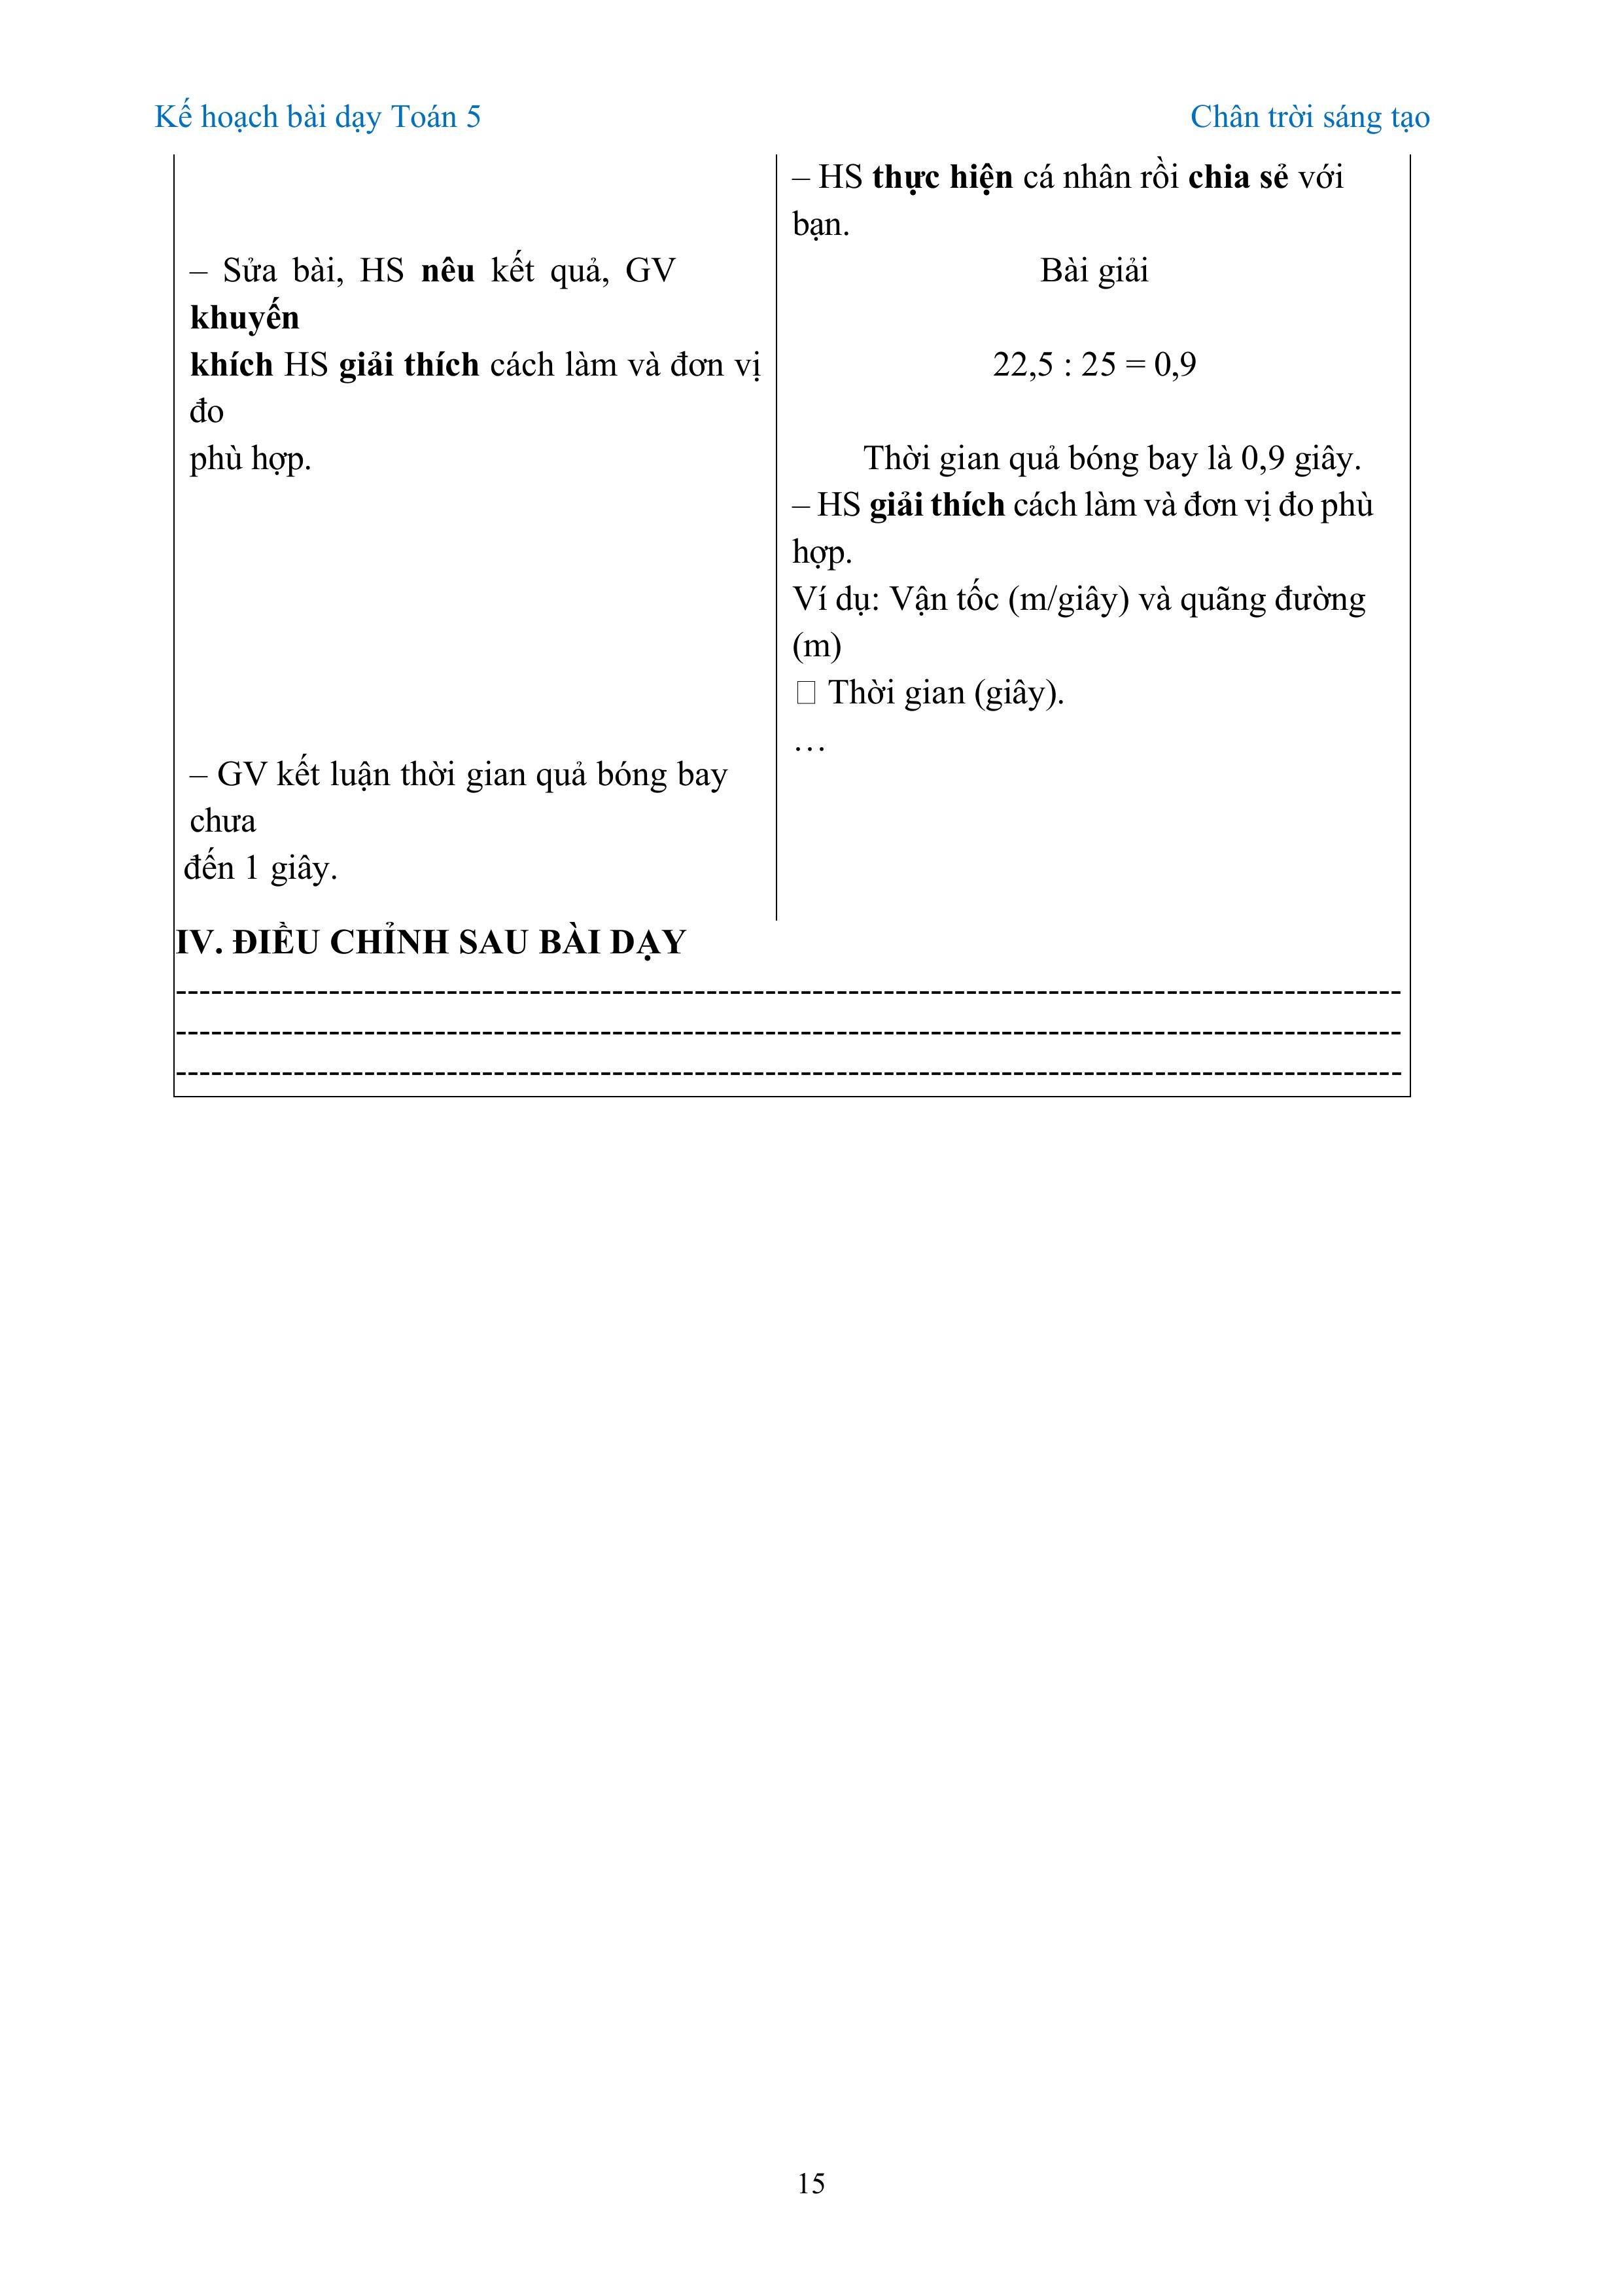 Kế hoạch bài dạy Toán 5
Chân trời sáng tạo
– Sửa bài, HS nêu kết quả, GV
khuyến
khích HS giải thích cách làm và đơn vị
đo
phù hợp.
– GV kết luận thời gian quả bóng bay
chưa
đến 1 giây.
– HS thực hiện cá nhân rồi chia sẻ với
bạn.
Bài giải
22,5 : 25 = 0,9
Thời gian quả bóng bay là 0,9 giây.
– HS giải thích cách làm và đơn vị đo phù
hợp.
Ví dụ: Vận tốc (m/giây) và quãng đường
(m)
□ Thời gian (giây).
…
IV. ĐIỀU CHỈNH SAU BÀI DẠY
15